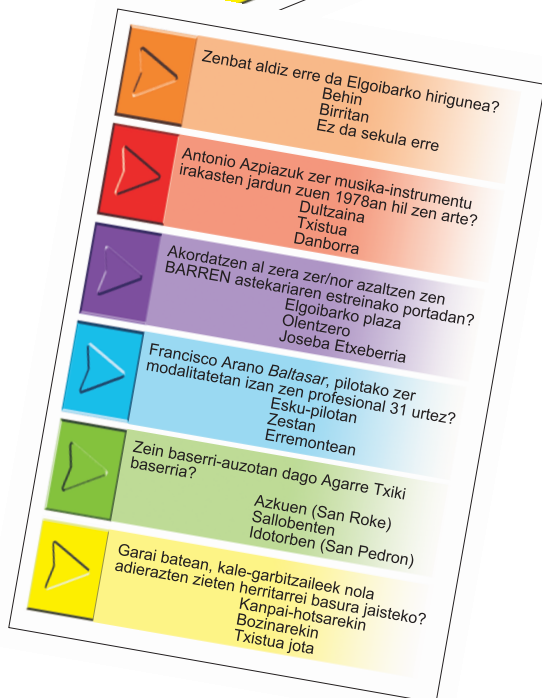 Zenbat aldiz erre da Elgoibarko hirigunea?
Behin
Birritan
Ez da sekula erre
Antonio Azpiazuk zer musika-instrumentu
irakasten jardun zuen 1978an hil zen arte?
Dultzaina
Txistua
Danborra
Akordatzen al zera zer/nor azaltzen zen
BARREN astekariaren estreinako portadan?
Elgoibarko plaza
Olentzero
Joseba Etxeberria
Francisco Arano Baltasar, pilotako zer
modalitatetan izan zen profesional 31 urtez?
Esku-pilotan
Zestan
Erremontean
Zein baserri-auzotan dago Agarre Txiki
baserria?
Azkuen (San Roke)
Sallobenten
Idotorben (San Pedron)
Garai batean, kale-garbitzaileek nola
adierazten zieten herritarrei basura jaisteko?
Kanpai-hotsarekin
Bozinarekin
Txistua jota